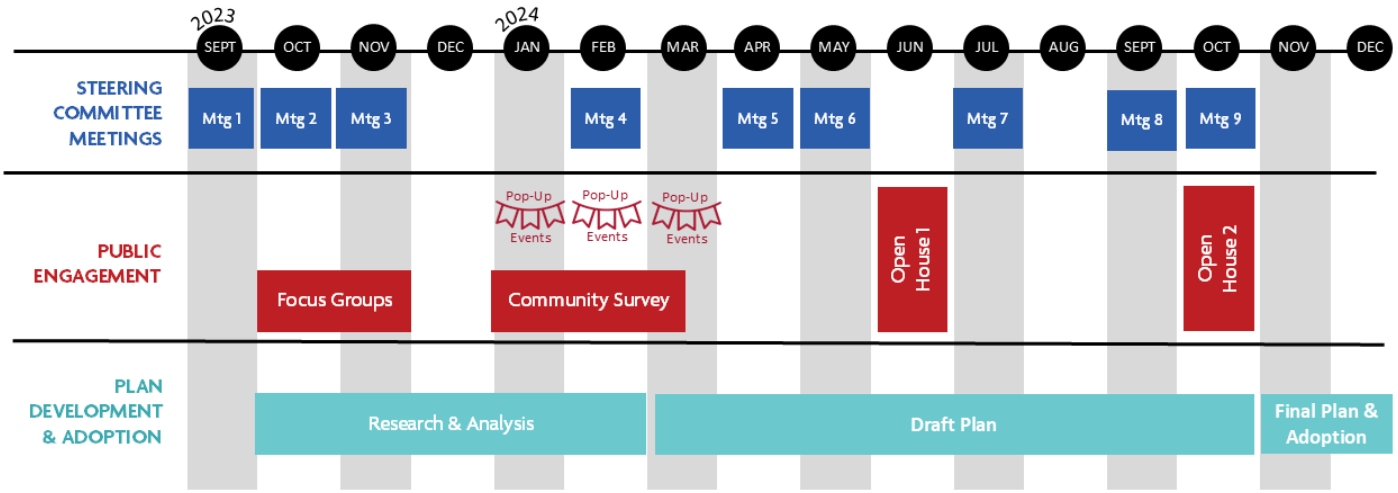 2023
2024
SEPT OCT NOV DEC JAN FEB MAR APR MAY JUN JUL AUG SEPT OCT NOV DEC
STEERING
COMMITTEE
MEETINGS
Mtg 1 Mtg 2 Mtg 3 Mtg 4 Mtg 5 Mtg 6 Mtg 7 Mtg 8 Mtg 9
PUBLIC
ENGAGEMENT
Pop-Up
Events
Pop-Up
Events
Pop-Up
Events
Focus Groups
Community Survey
Open
House 1
Open
House 2
PLAN
DEVELOPMENT
& ADOPTION
Research & Analysis
Draft Plan
Final Plan &
Adoption